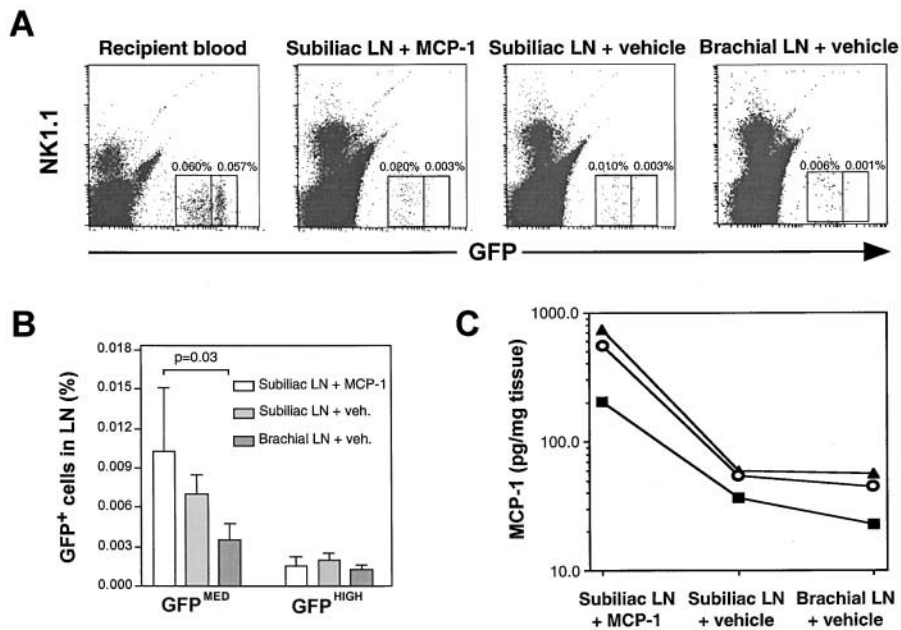 A
Recipient blood
Subiliac LN + MCP-1
Subiliac LN + vehicle
Brachial LN + vehicle
NK1.1
0.060% 0.057%
0.020% 0.003%
0.010% 0.003%
0.006% 0.001%
GFP
B
GFP+ cells in LN (%)
0.018
0.015
0.012
0.009
0.006
0.003
0.000
p=0.03
Subiliac LN + MCP-1
Subiliac LN + veh.
Brachial LN + veh.
GFPMED
GFPHIGH
C
MCP-1 (pg/mg tissue)
1000.0
100.0
10.0
Subiliac LN
+ MCP-1
Subiliac LN
+ vehicle
Brachial LN
+ vehicle